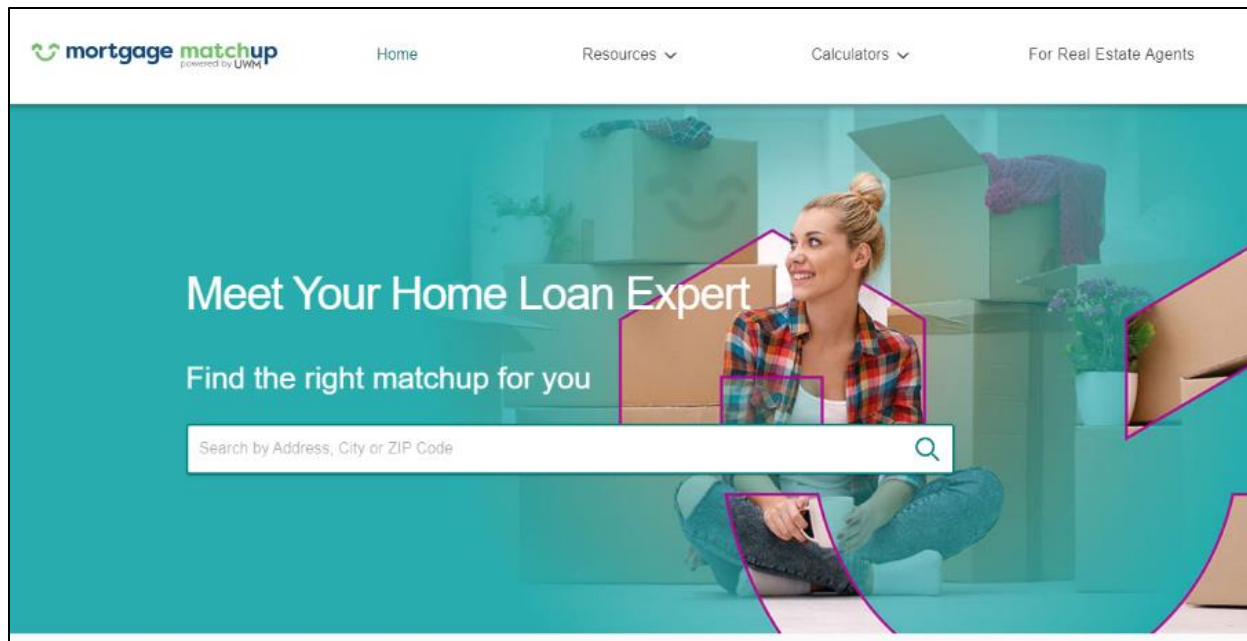 mortgage matchup
powered by UWM
Home
Resources
Calculators
For Real Estate Agents
Meet Your Home Loan Expert
Find the right matchup for you
Search by Address, City or ZIP Code